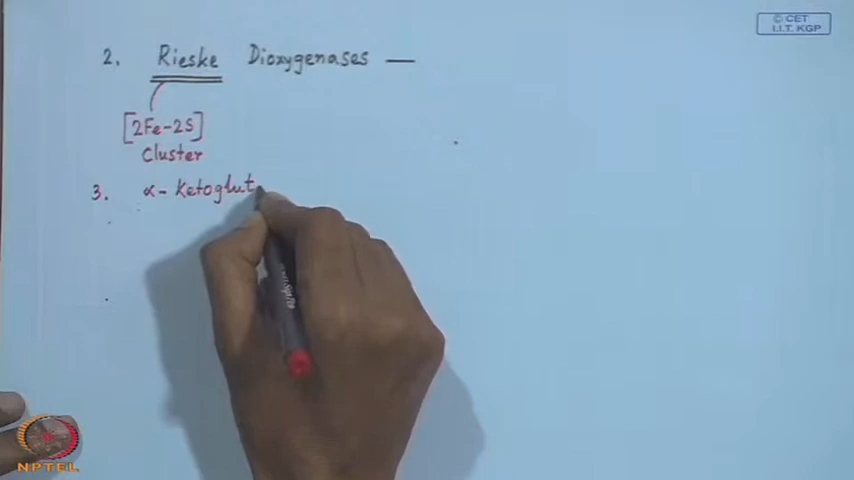 © CET
I.I.T. KGP
2. Rieske Dioxygenases —
[2Fe-2S]
Cluster
3. α- Ketoglut
NPTEL